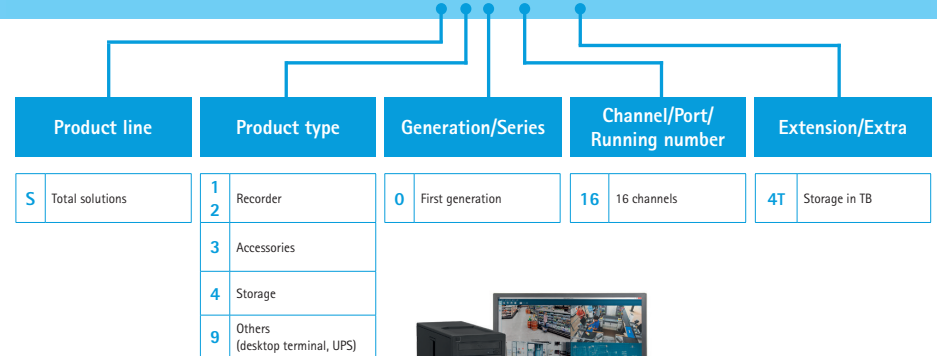 Product line
Product type
Generation/Series
Channel/Port/
Running number
Extension/Extra
S Total solutions
1
2
Recorder
3 Accessories
4 Storage
9 Others
(desktop terminal, UPS)
0 First generation
16 16 channels
4T Storage in TB